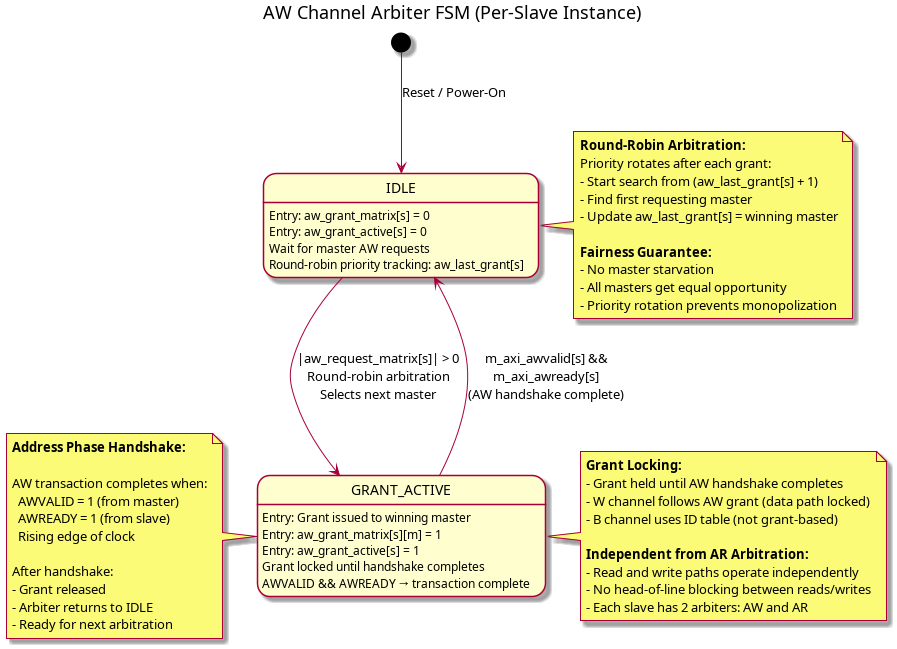 AW Channel Arbiter FSM (Per-Slave Instance)
Reset / Power-On
IDLE
Entry: aw_grant_matrix[s] = 0
Entry: aw_grant_active[s] = 0
Wait for master AW requests
Round-robin priority tracking: aw_last_grant[s]
Round-Robin Arbitration:
Priority rotates after each grant:
- Start search from (aw_last_grant[s] + 1)
- Find first requesting master
- Update aw_last_grant[s] = winning master
Fairness Guarantee:
- No master starvation
- All masters get equal opportunity
- Priority rotation prevents monopolization
|aw_request_matrix[s]| > 0
Round-robin arbitration
Selects next master
m_axi_awvalid[s] &&
m_axi_awready[s]
(AW handshake complete)
Address Phase Handshake:
AW transaction completes when:
AWVALID = 1 (from master)
AWREADY = 1 (from slave)
Rising edge of clock
After handshake:
- Grant released
- Arbiter returns to IDLE
- Ready for next arbitration
GRANT_ACTIVE
Entry: Grant issued to winning master
Entry: aw_grant_matrix[s][m] = 1
Entry: aw_grant_active[s] = 1
Grant locked until handshake completes
AWVALID && AWREADY → transaction complete
Grant Locking:
- Grant held until AW handshake completes
- W channel follows AW grant (data path locked)
- B channel uses ID table (not grant-based)
Independent from AR Arbitration:
- Read and write paths operate independently
- No head-of-line blocking between reads/writes
- Each slave has 2 arbiters: AW and AR